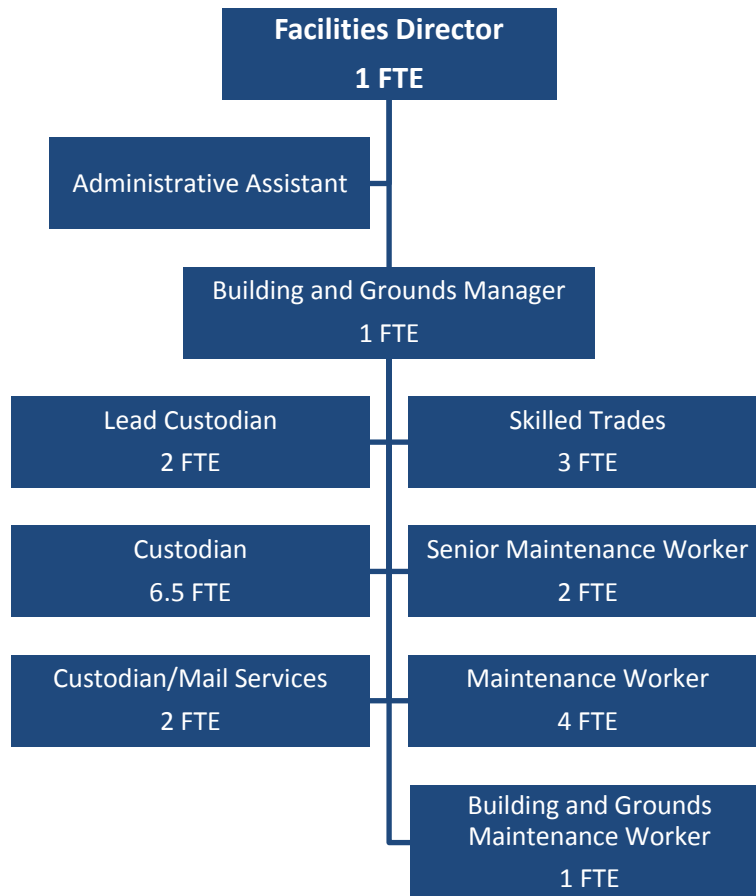 Facilities Director
1 FTE
Administrative Assistant
Building and Grounds Manager
1 FTE
Lead Custodian
2 FTE
Skilled Trades
3 FTE
Custodian
6.5 FTE
Senior Maintenance Worker
2 FTE
Custodian/Mail Services
2 FTE
Maintenance Worker
4 FTE
Building and Grounds
Maintenance Worker
1 FTE